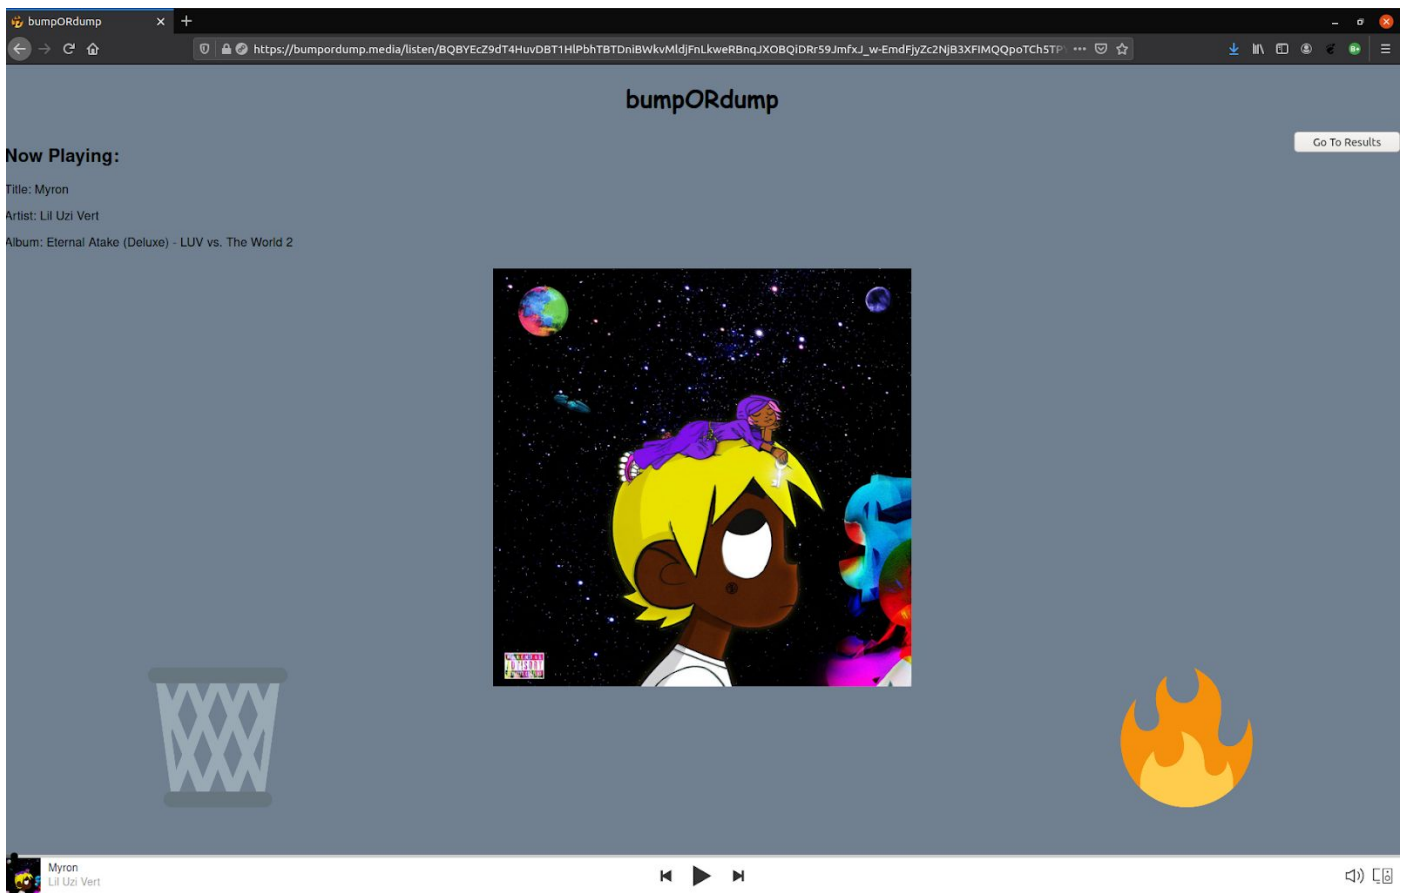 bumpORdump
https://bumpordump.media/listen/BQBYEcZ9dT4HuvDBT1HlPbhTBTDniBWkvMldjFnLkweRBnqJXOBQiDRr59JmfxJ_w-EmdFjyZc2NjB3XFIMQQpoTCh5TP
bumpORdump
Go To Results
Now Playing:
Title: Myron
Artist: Lil Uzi Vert
Album: Eternal Atake (Deluxe) - LUV vs. The World 2
Myron
Lil Uzi Vert